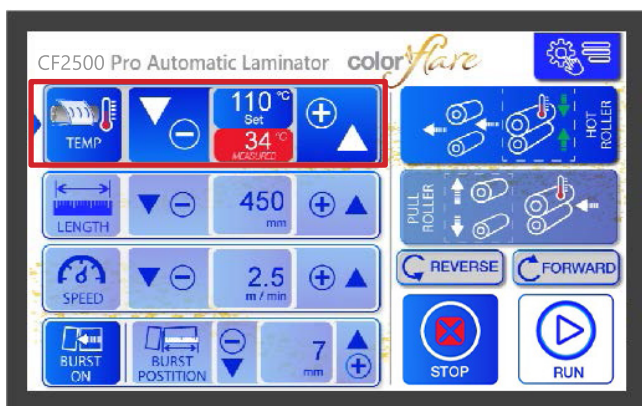 CF2500 Pro Automatic Laminator colorflare
TEMP
110 °C
Set
34 °C
MEASURED
HOT ROLLER
LENGTH
450
mm
PULL ROLLER
SPEED
2.5
m / min
REVERSE
FORWARD
BURST ON
BURST POSTITION
7
mm
STOP
RUN